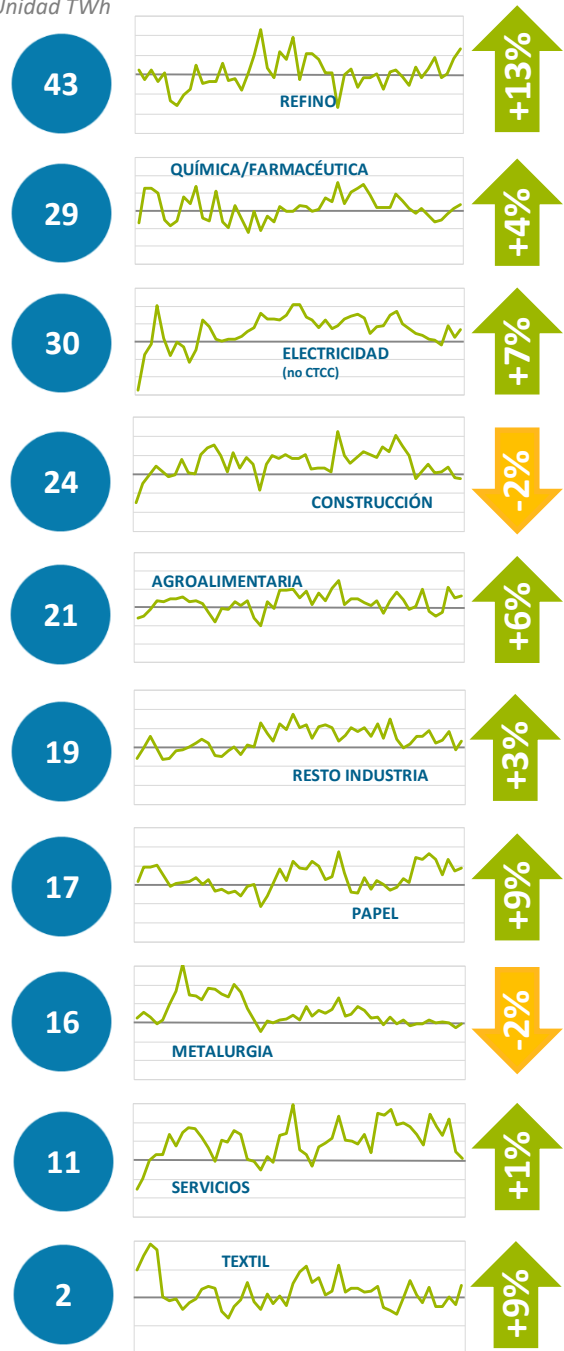 Unidad TWh
43
REFINO
+13%
QUÍMICA/FARMACÉUTICA
29
+4%
30
ELECTRICIDAD
(no CTCC)
+7%
24
CONSTRUCCIÓN
-2%
AGROALIMENTARIA
21
+6%
19
RESTO INDUSTRIA
+3%
17
PAPEL
+9%
16
METALURGIA
-2%
11
SERVICIOS
+1%
TEXTIL
2
+9%